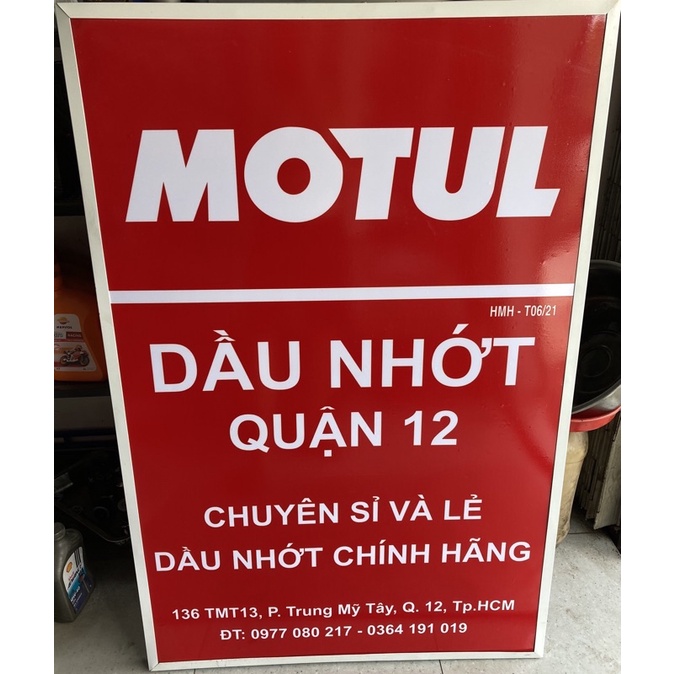 MOTUL
HMH - T06/21
DẦU NHỚT
QUẬN 12
CHUYÊN SỈ VÀ LẺ
DẦU NHỚT CHÍNH HÃNG
136 TMT13, P. Trung Mỹ Tây, Q. 12, Tp.HCM
ĐT: 0977 080 217 - 0364 191 019